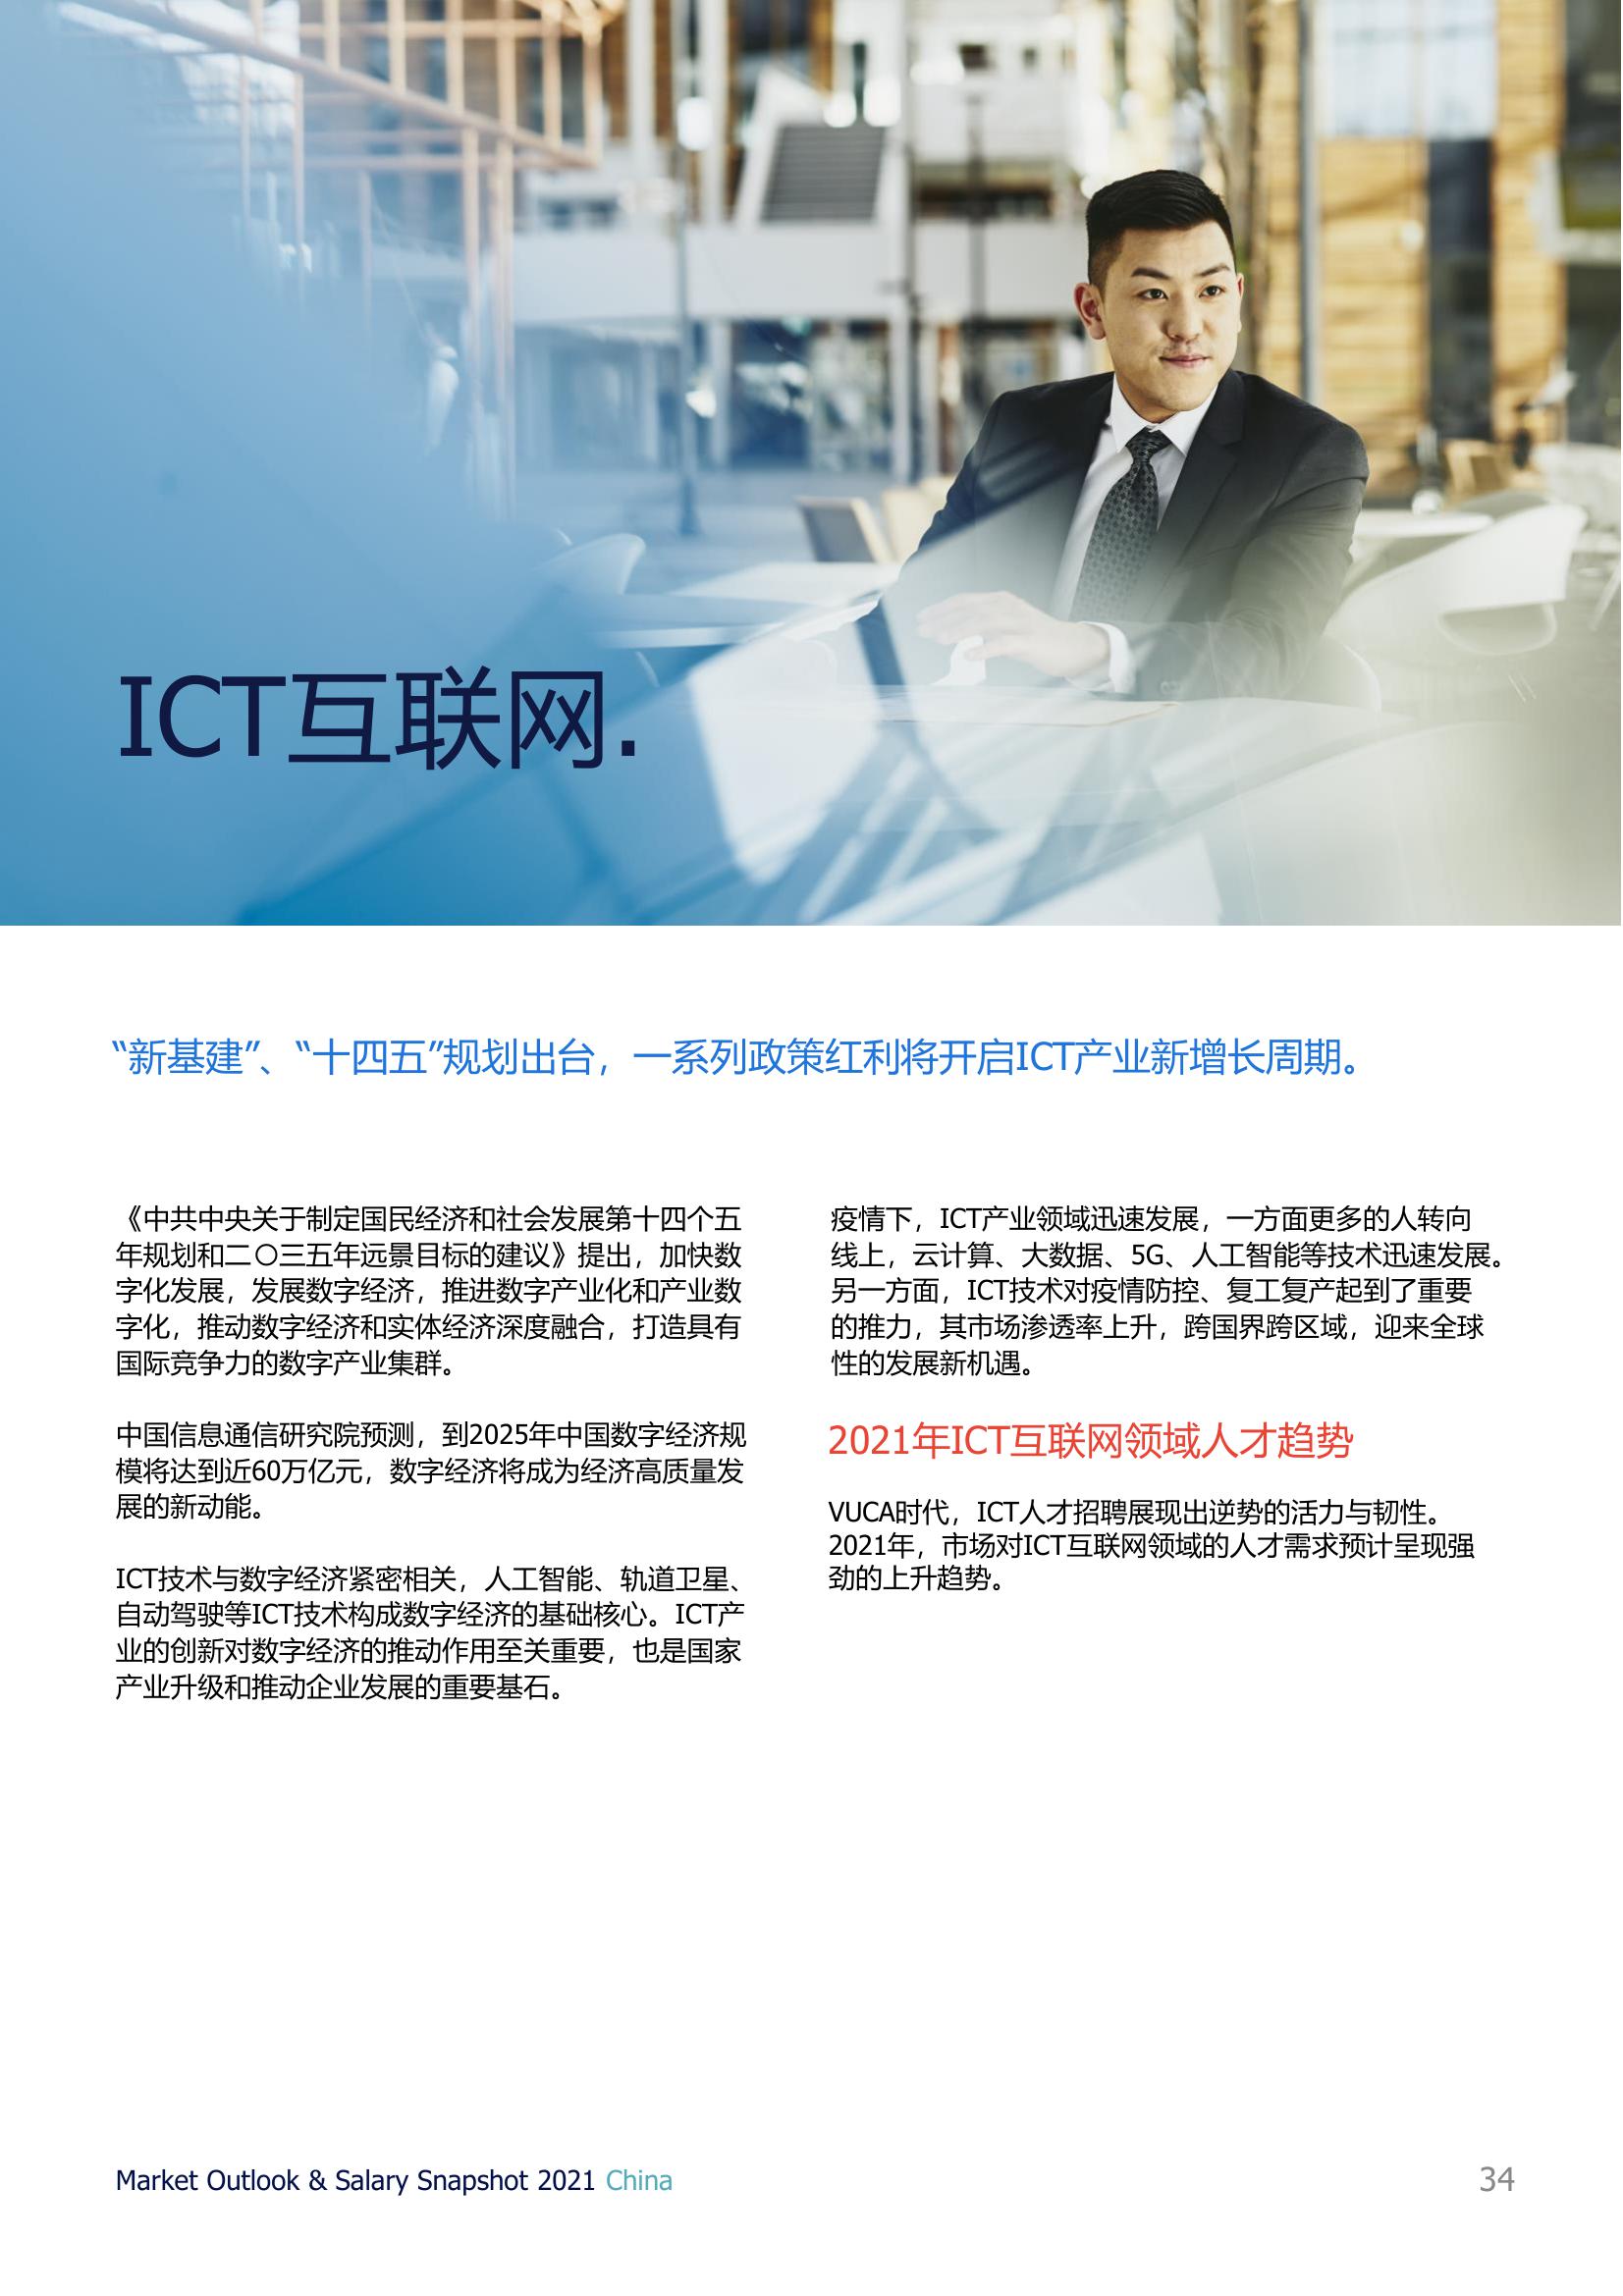 ICT互联网.
“新基建”、“十四五”规划出台，一系列政策红利将开启ICT产业新增长周期。
《中共中央关于制定国民经济和社会发展第十四个五
年规划和二〇三五年远景目标的建议》提出，加快数
字化发展，发展数字经济，推进数字产业化和产业数
字化，推动数字经济和实体经济深度融合，打造具有
国际竞争力的数字产业集群。
中国信息通信研究院预测，到2025年中国数字经济规
模将达到近60万亿元，数字经济将成为经济高质量发
展的新动能。
ICT技术与数字经济紧密相关，人工智能、轨道卫星、
自动驾驶等ICT技术构成数字经济的基础核心。ICT产
业的创新对数字经济的推动作用至关重要，也是国家
产业升级和推动企业发展的重要基石。
疫情下，ICT产业领域迅速发展，一方面更多的人转向
线上，云计算、大数据、5G、人工智能等技术迅速发展。
另一方面，ICT技术对疫情防控、复工复产起到了重要
的推力，其市场渗透率上升，跨国界跨区域，迎来全球
性的发展新机遇。
2021年ICT互联网领域人才趋势
VUCA时代，ICT人才招聘展现出逆势的活力与韧性。
2021年，市场对ICT互联网领域的人才需求预计呈现强
劲的上升趋势。
Market Outlook & Salary Snapshot 2021 China
34